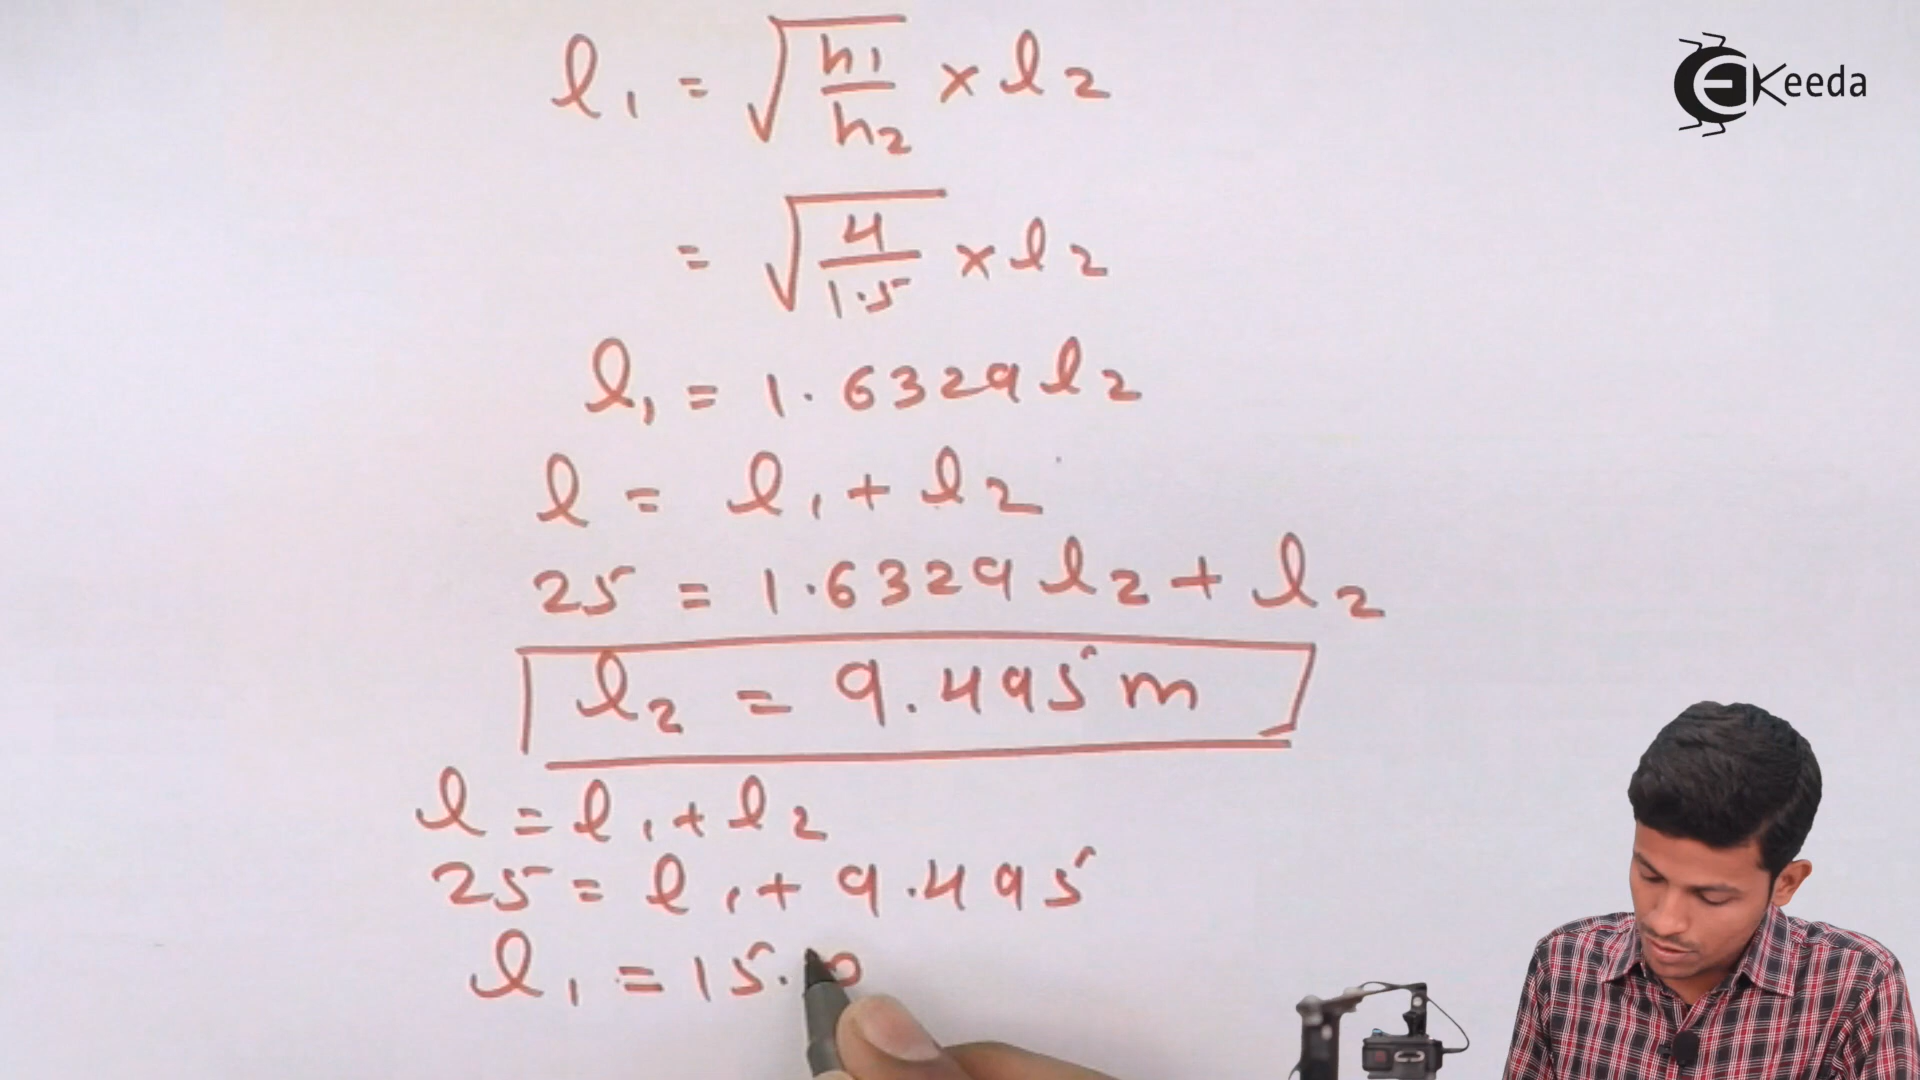 l₁ = √(h₁/h₂) × l₂
EKeeda
= √(4/1.5) × l₂
l₁ = 1.6329 l₂
l = l₁ + l₂
25 = 1.6329 l₂ + l₂
l₂ = 9.495 m
l = l₁ + l₂
25 = l₁ + 9.495
l₁ = 15.